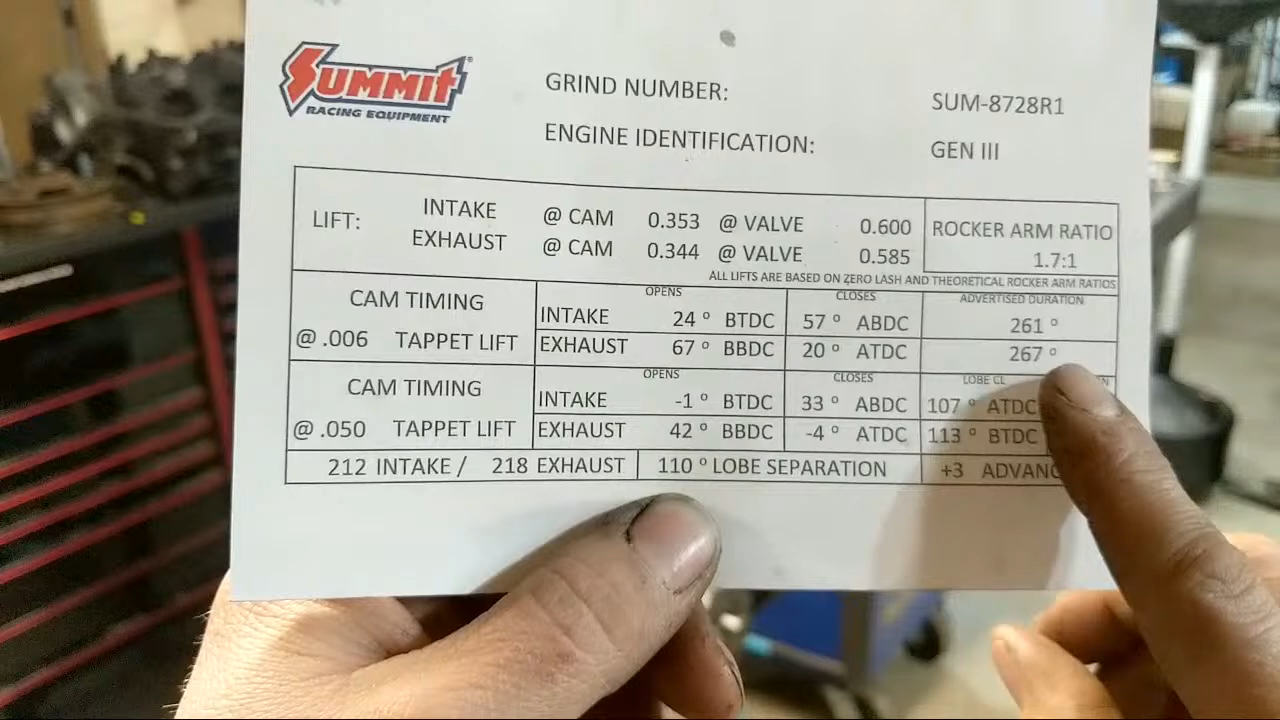 SUMMIT
RACING EQUIPMENT
GRIND NUMBER: SUM-8728R1
ENGINE IDENTIFICATION: GEN III
LIFT: INTAKE @ CAM 0.353 @ VALVE 0.600
EXHAUST @ CAM 0.344 @ VALVE 0.585
ROCKER ARM RATIO
1.7:1
ALL LIFTS ARE BASED ON ZERO LASH AND THEORETICAL ROCKER ARM RATIOS
CAM TIMING
@ .006 TAPPET LIFT
OPENS CLOSES ADVERTISED DURATION
INTAKE 24 º BTDC 57 º ABDC 261 º
EXHAUST 67 º BBDC 20 º ATDC 267 º
CAM TIMING
@ .050 TAPPET LIFT
OPENS CLOSES LOBE CL
INTAKE -1 º BTDC 33 º ABDC 107 º ATDC
EXHAUST 42 º BBDC -4 º ATDC 113 º BTDC
212 INTAKE / 218 EXHAUST 110 º LOBE SEPARATION +3 ADVANC